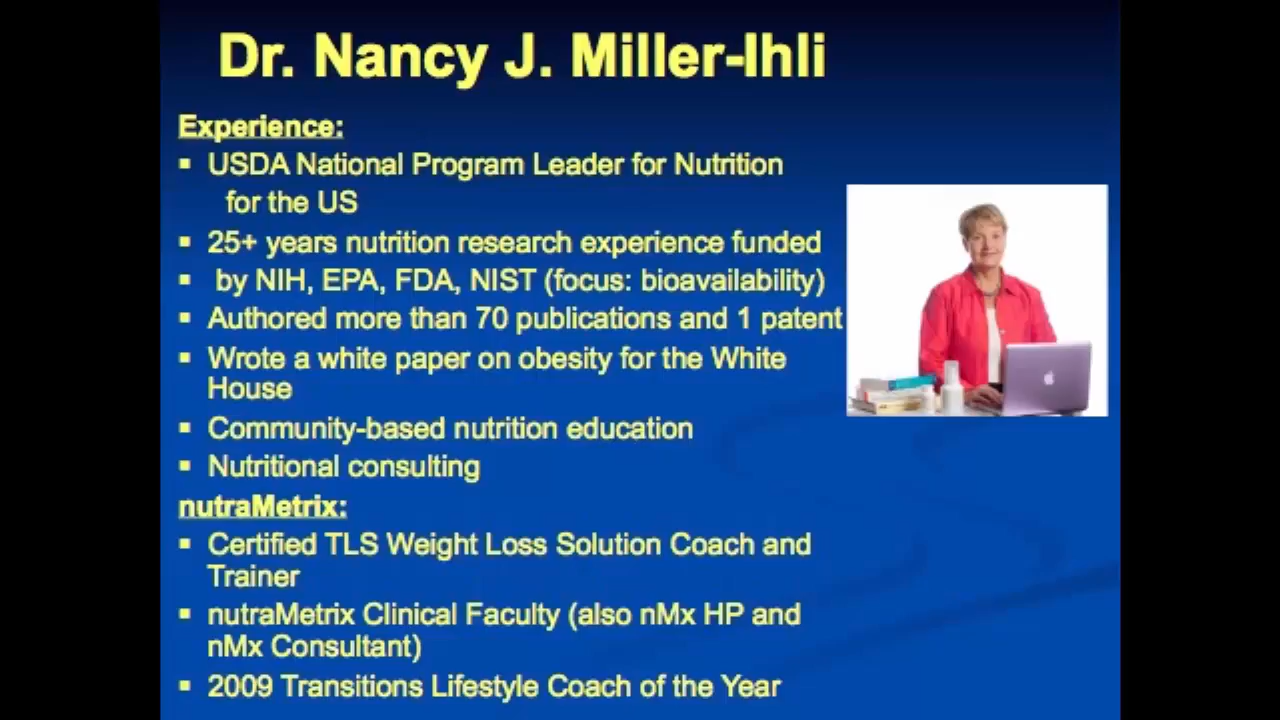 Dr. Nancy J. Miller-Ihli
Experience:
▪ USDA National Program Leader for Nutrition
for the US
▪ 25+ years nutrition research experience funded
▪ by NIH, EPA, FDA, NIST (focus: bioavailability)
▪ Authored more than 70 publications and 1 patent
▪ Wrote a white paper on obesity for the White
House
▪ Community-based nutrition education
▪ Nutritional consulting
nutraMetrix:
▪ Certified TLS Weight Loss Solution Coach and
Trainer
▪ nutraMetrix Clinical Faculty (also nMx HP and
nMx Consultant)
▪ 2009 Transitions Lifestyle Coach of the Year